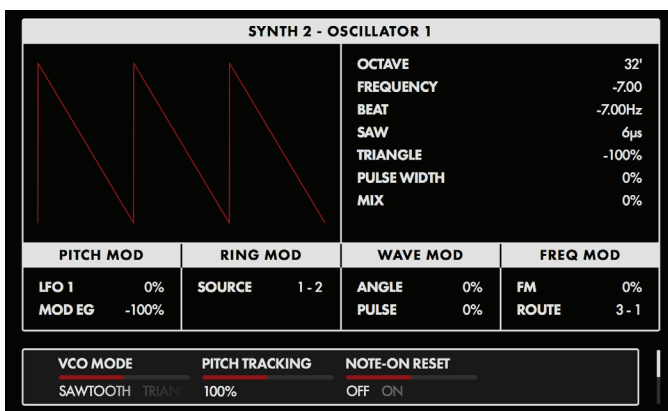 SYNTH 2 - OSCILLATOR 1
OCTAVE 32'
FREQUENCY -7.00
BEAT -7.00Hz
SAW 6µs
TRIANGLE -100%
PULSE WIDTH 0%
MIX 0%
PITCH MOD RING MOD WAVE MOD FREQ MOD
LFO 1 0% SOURCE 1 - 2 ANGLE 0% FM 0%
MOD EG -100% PULSE 0% ROUTE 3 - 1
VCO MODE PITCH TRACKING NOTE-ON RESET
SAWTOOTH TRIANG 100% OFF ON